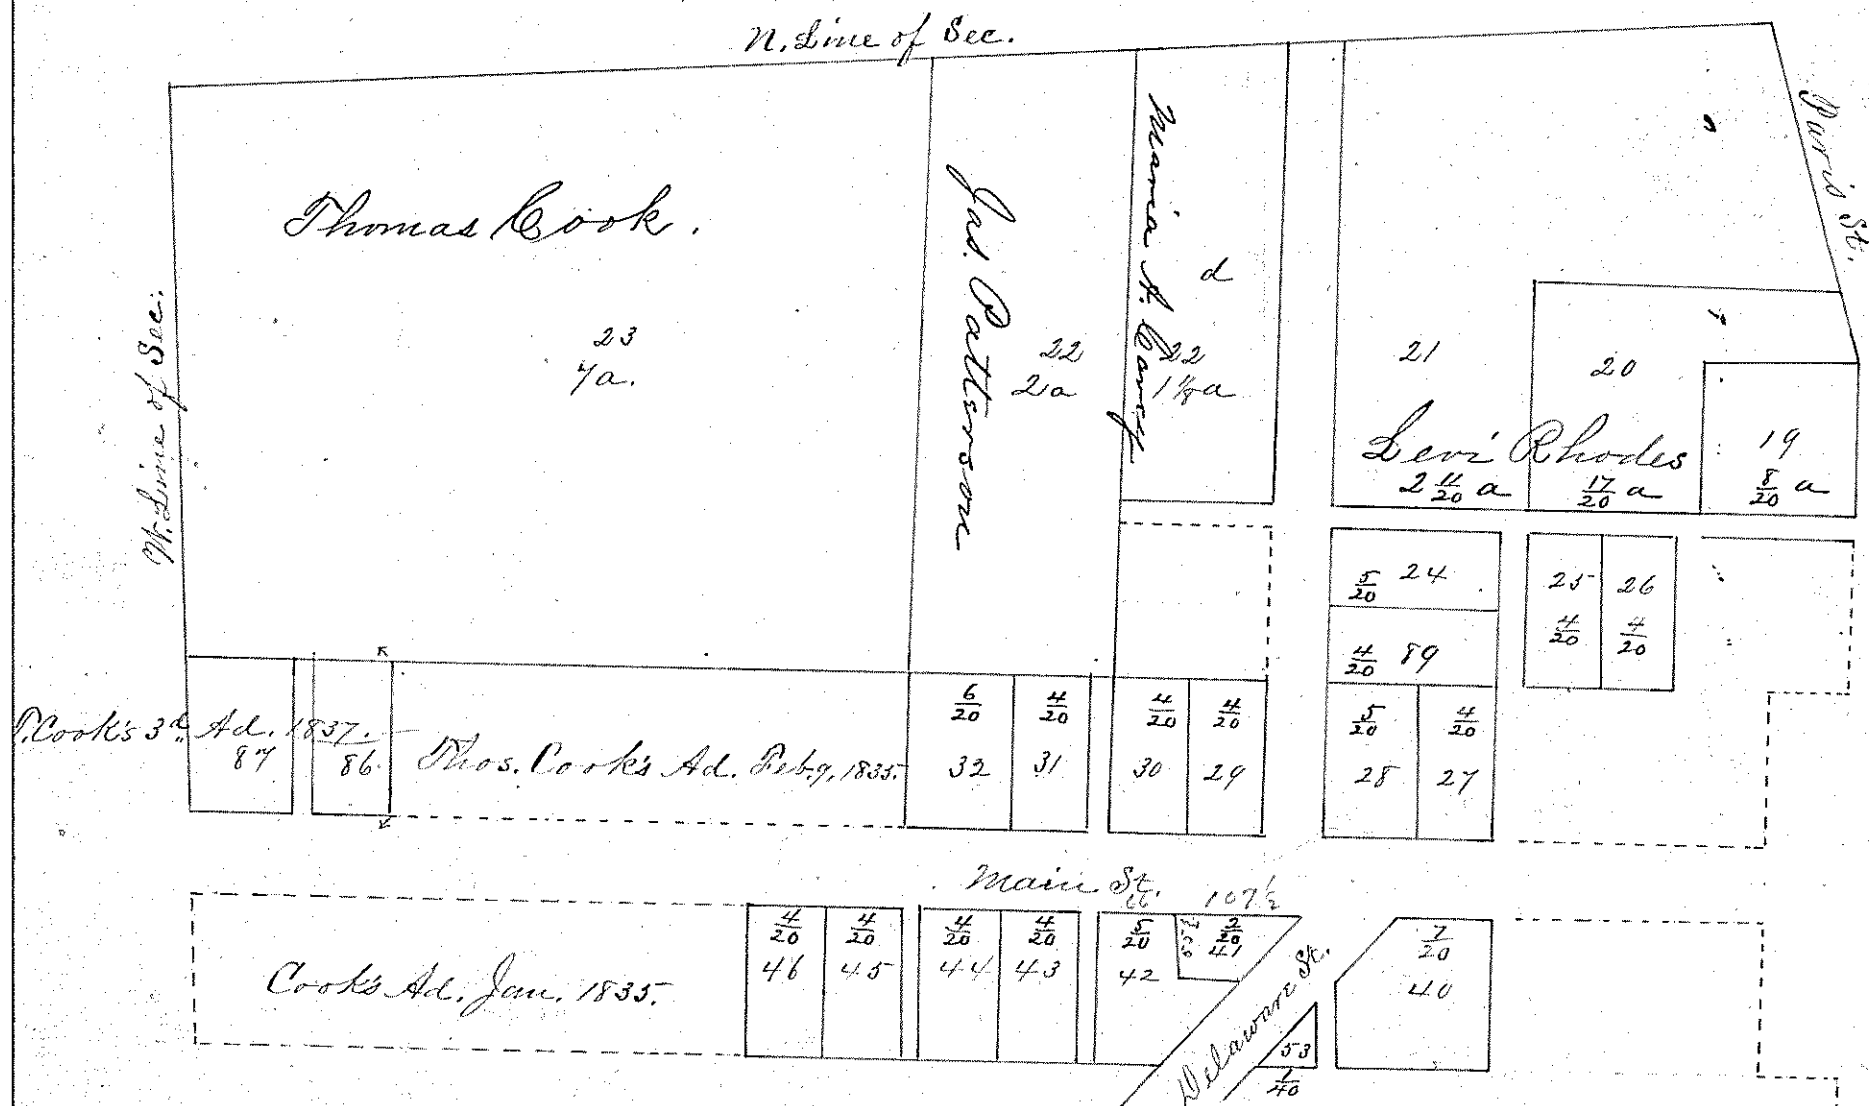 N. Line of Sec.
Parris St.
W. Line of Sec.
Thomas Cook.
23
7a.
Jas. Patterson
22
2a
Maria A. Carey
d
22
1⅛a
21
20
19
Levi Rhodes
2 11/20 a
17/20 a
8/20 a
5/20 24
4/20 89
25
4/20
26
4/20
T. Cook's 3d Ad. 1837.
87
86
Thos. Cook's Ad. Feb. 9, 1835.
6/20
32
4/20
31
4/20
30
4/20
29
5/20
28
4/20
27
Main St.
66
107½
Cook's Ad. Jan. 1835.
4/20
46
4/20
45
4/20
44
4/20
43
5/20
42
2/20
41
Delaware St.
53
1/40
7/20
40